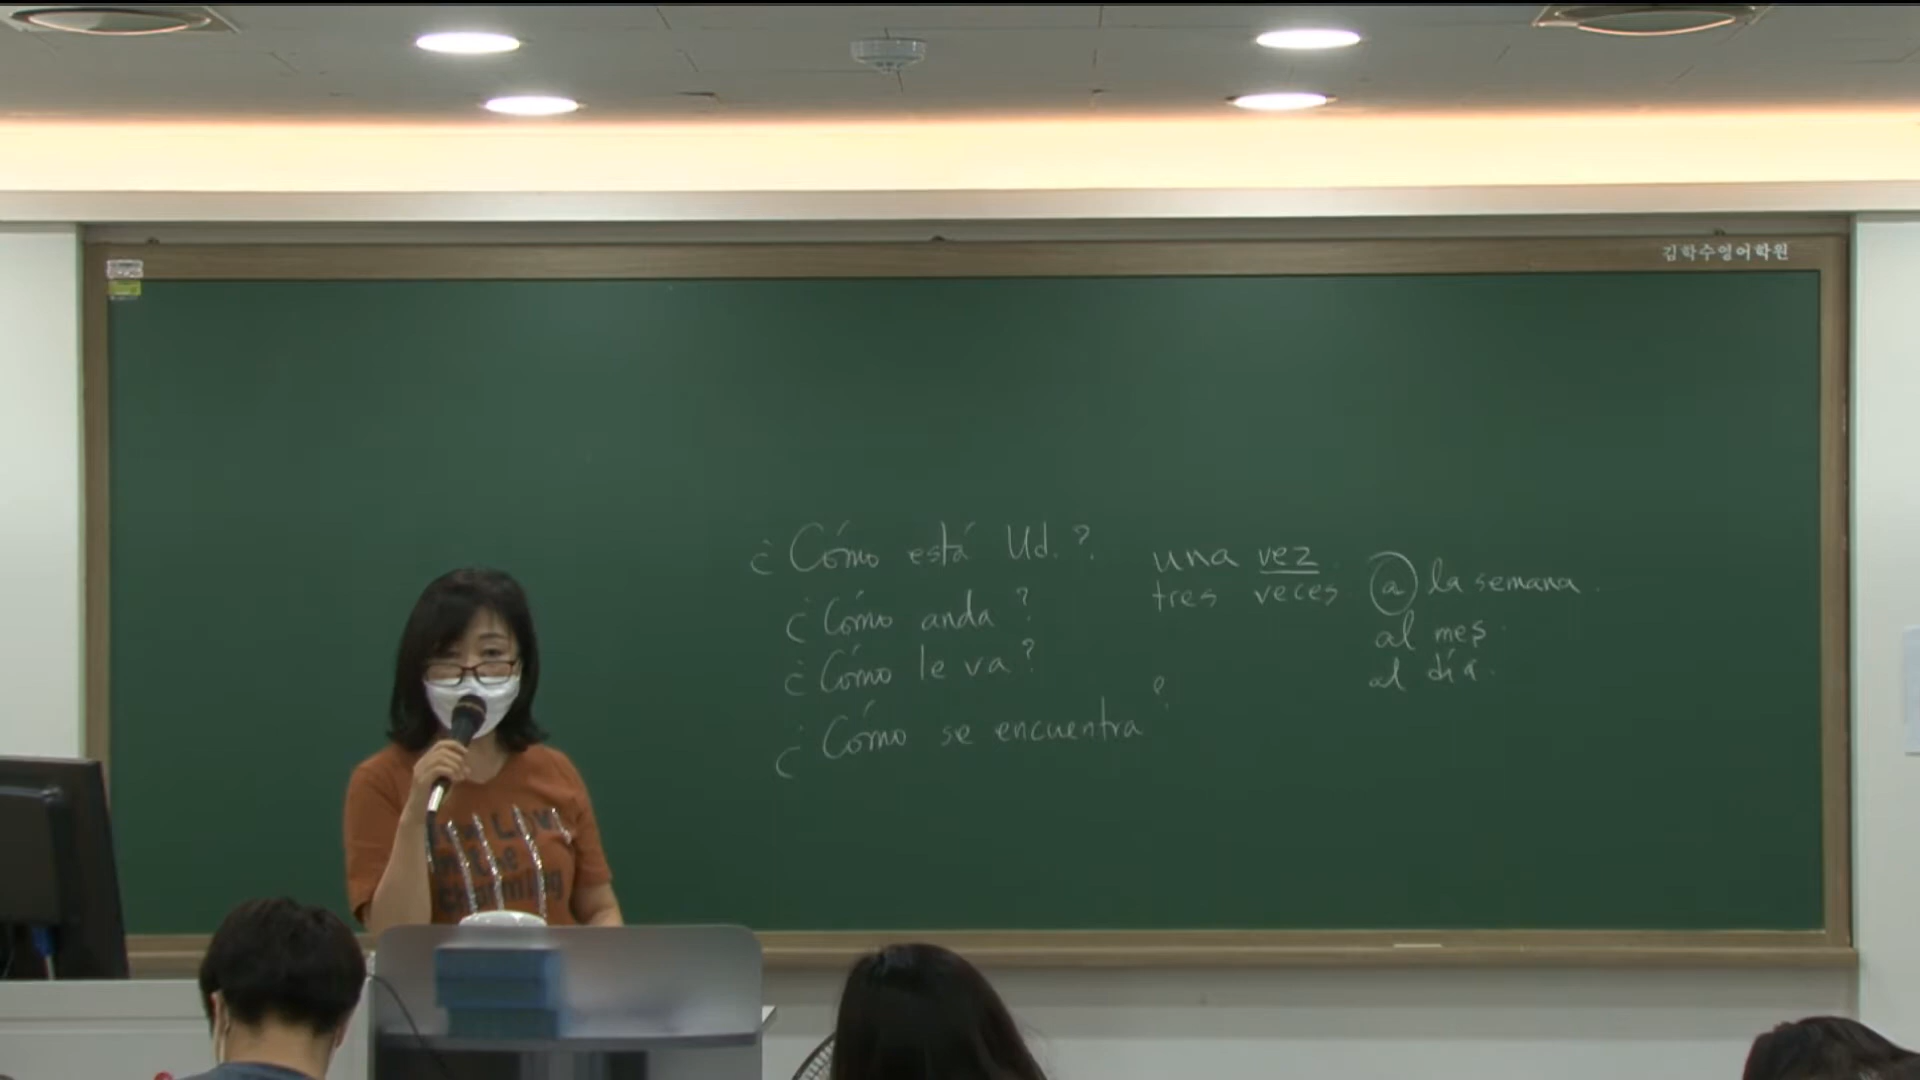 김학수영어학원
¿Cómo está Ud.?
¿Cómo anda?
¿Cómo le va?
¿Cómo se encuentra?
una vez
tres veces a la semana.
al mes.
al día.